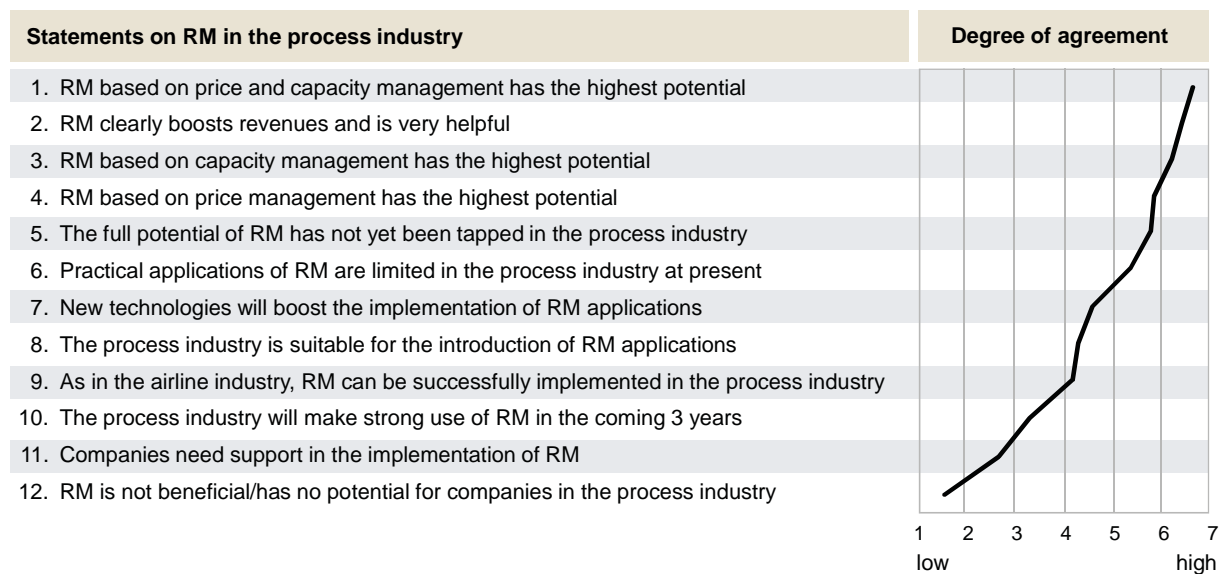 Statements on RM in the process industry
Degree of agreement
1. RM based on price and capacity management has the highest potential
2. RM clearly boosts revenues and is very helpful
3. RM based on capacity management has the highest potential
4. RM based on price management has the highest potential
5. The full potential of RM has not yet been tapped in the process industry
6. Practical applications of RM are limited in the process industry at present
7. New technologies will boost the implementation of RM applications
8. The process industry is suitable for the introduction of RM applications
9. As in the airline industry, RM can be successfully implemented in the process industry
10. The process industry will make strong use of RM in the coming 3 years
11. Companies need support in the implementation of RM
12. RM is not beneficial/has no potential for companies in the process industry
1 2 3 4 5 6 7
low high